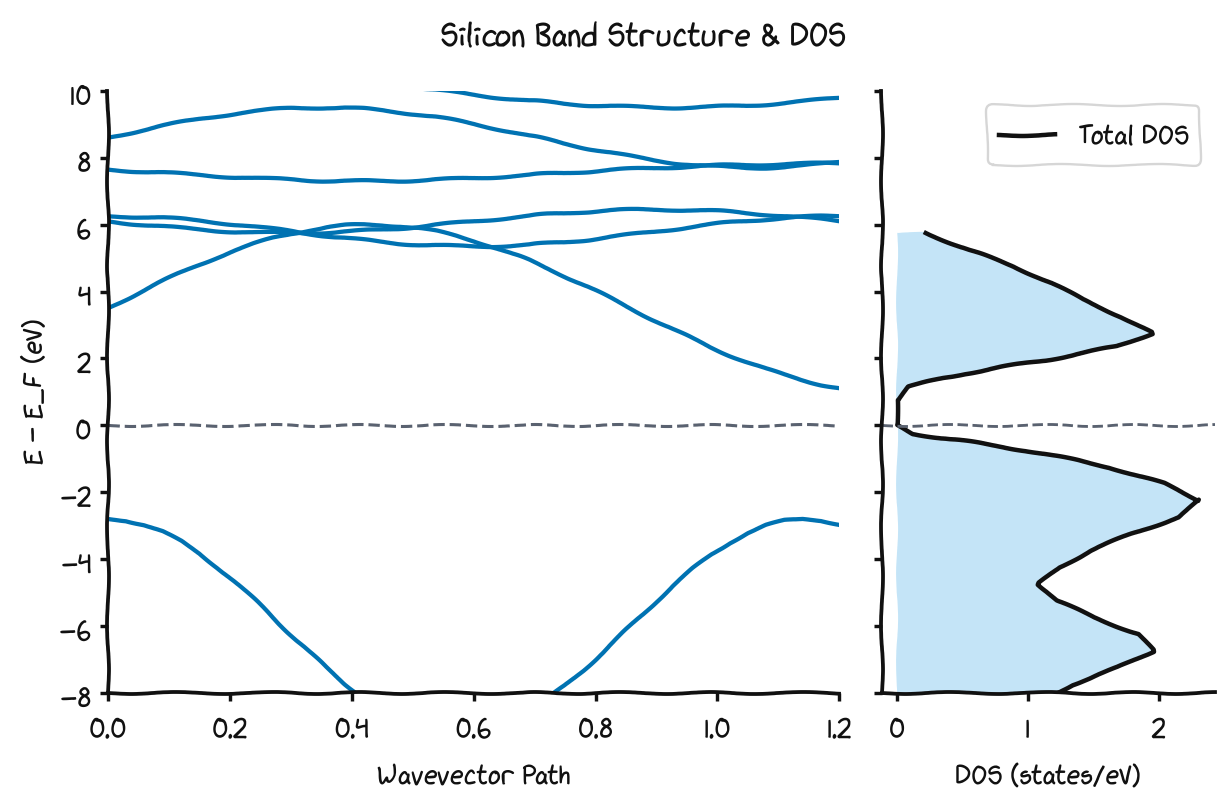 Silicon Band Structure & DOS
10
8
6
4
2
0
−2
−4
−6
−8
E − E_F (eV)
0.0 0.2 0.4 0.6 0.8 1.0 1.2
Wavevector Path
Total DOS
0 1 2
DOS (states/eV)